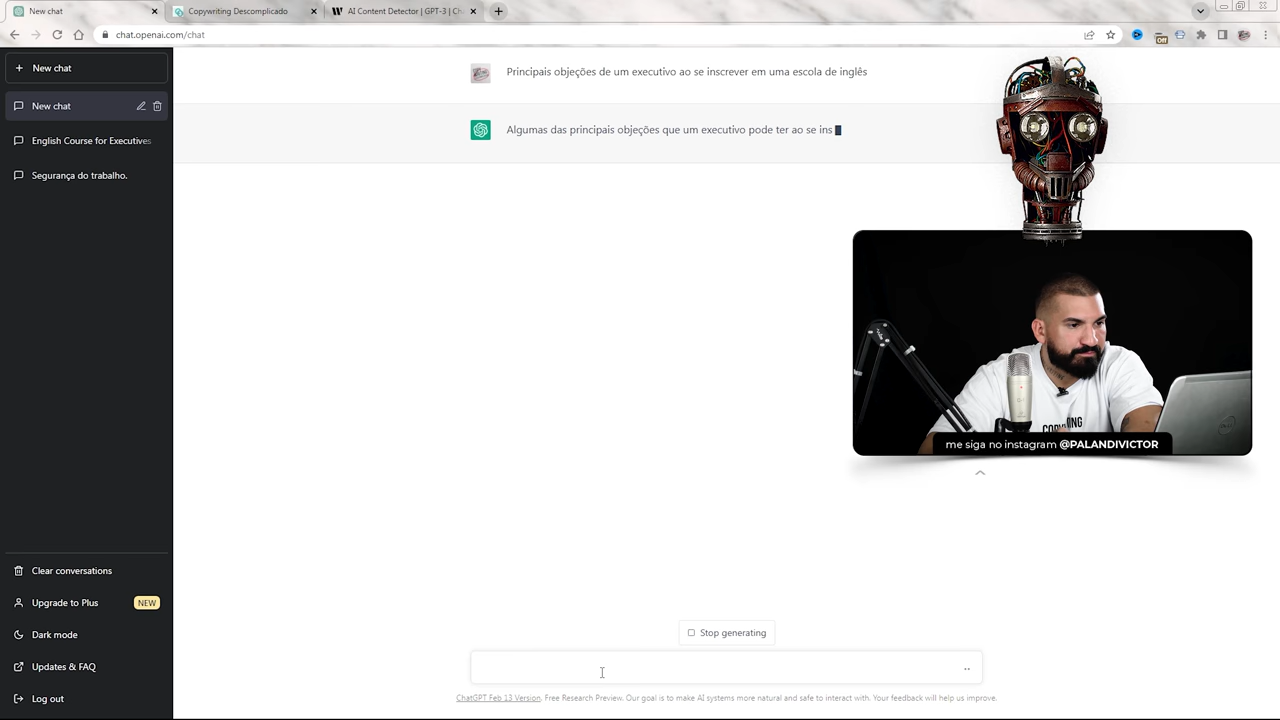 New chat
Copywriting Descomplicado
AI Content Detector | GPT-3 | Ch
chat.openai.com/chat
Off
New chat
New chat
English Course for Executives
Segurança do trabalho.
Principais objeções de um executivo ao se inscrever em uma escola de inglês
Algumas das principais objeções que um executivo pode ter ao se ins
me siga no instagram @PALANDIVICTOR
Clear conversations
Upgrade to Plus
NEW
Dark mode
Updates & FAQ
Log out
Stop generating
ChatGPT Feb 13 Version. Free Research Preview. Our goal is to make AI systems more natural and safe to interact with. Your feedback will help us improve.